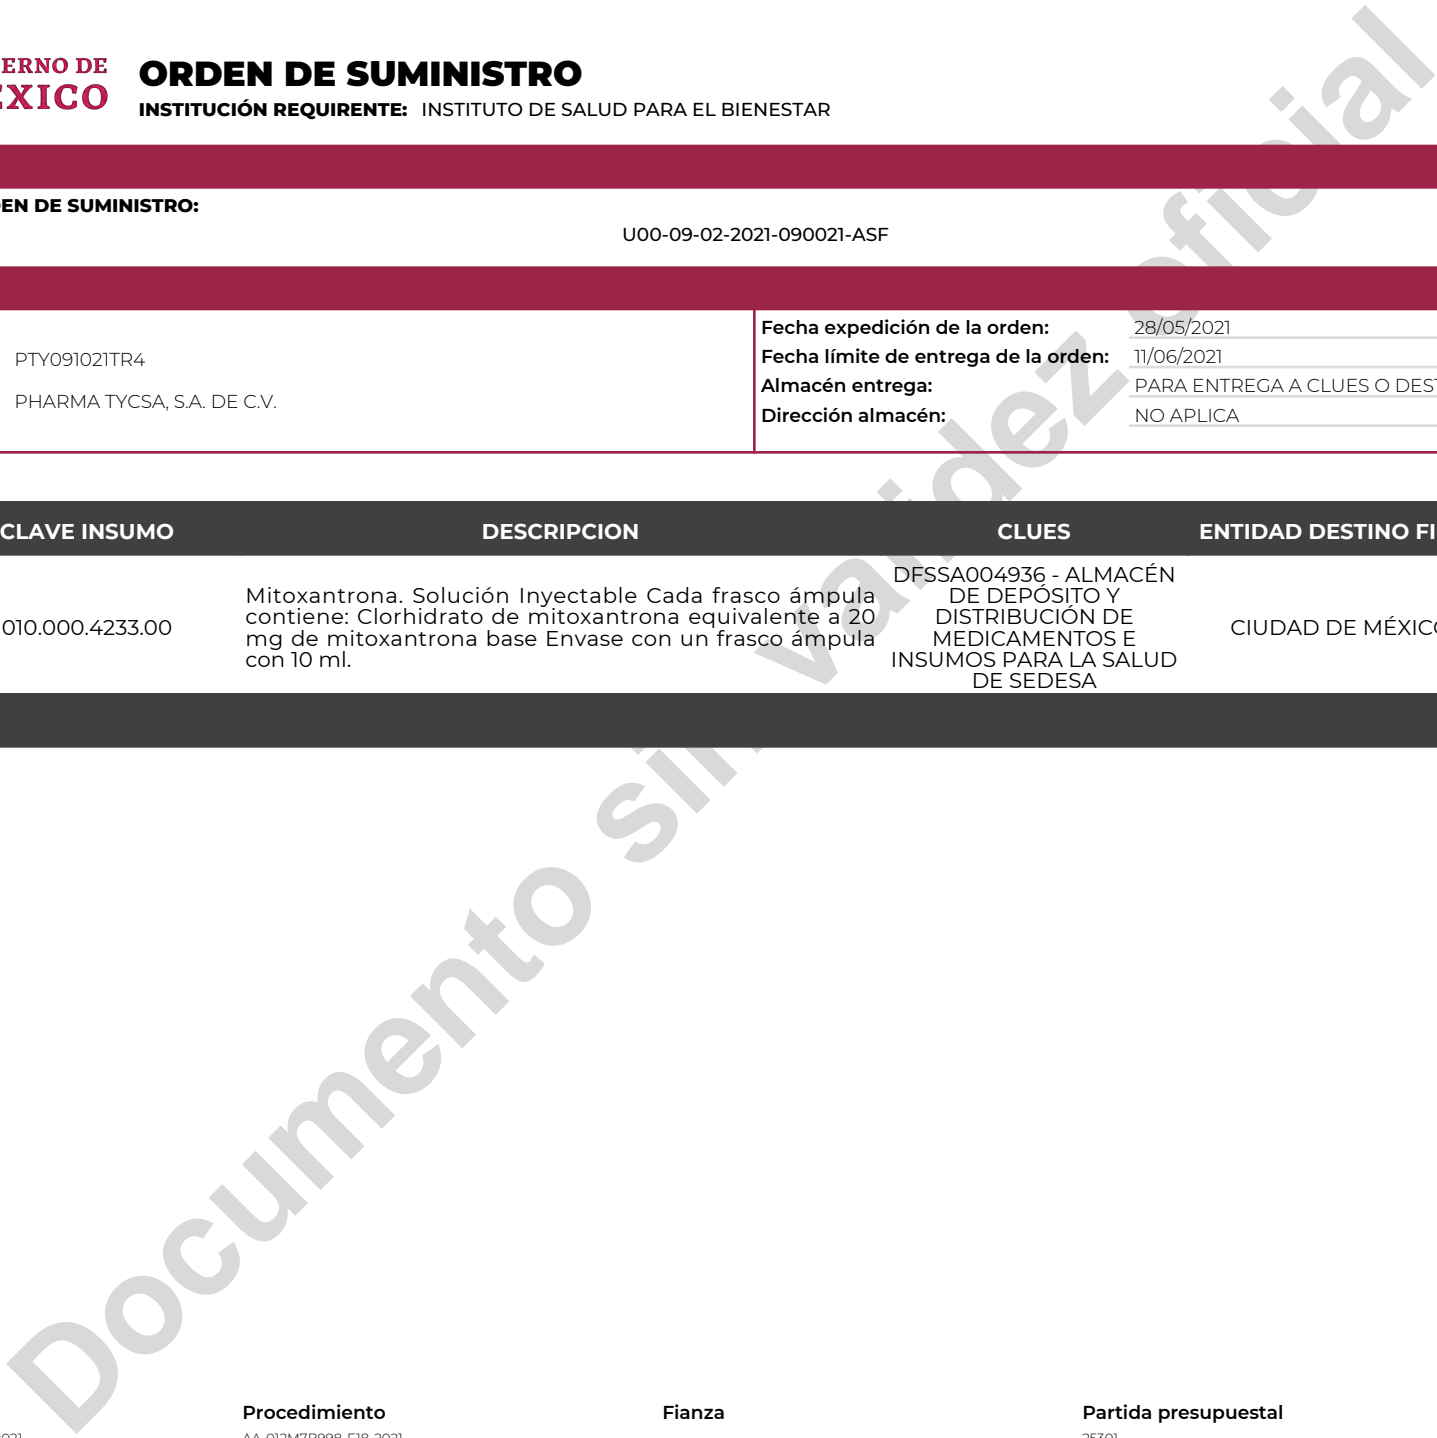 ERNO DE
EXICO
ORDEN DE SUMINISTRO
INSTITUCIÓN REQUIRENTE: INSTITUTO DE SALUD PARA EL BIENESTAR
EN DE SUMINISTRO:
U00-09-02-2021-090021-ASF
PTY091021TR4
PHARMA TYCSA, S.A. DE C.V.
Fecha expedición de la orden: 28/05/2021
Fecha límite de entrega de la orden: 11/06/2021
Almacén entrega: PARA ENTREGA A CLUES O DEST
Dirección almacén: NO APLICA
CLAVE INSUMO DESCRIPCION CLUES ENTIDAD DESTINO FI
010.000.4233.00
Mitoxantrona. Solución Inyectable Cada frasco ámpula
contiene: Clorhidrato de mitoxantrona equivalente a 20
mg de mitoxantrona base Envase con un frasco ámpula
con 10 ml.
DFSSA004936 - ALMACÉN
DE DEPÓSITO Y
DISTRIBUCIÓN DE
MEDICAMENTOS E
INSUMOS PARA LA SALUD
DE SEDESA
CIUDAD DE MÉXICO
Documento sin validez oficial
Procedimiento Fianza Partida presupuestal